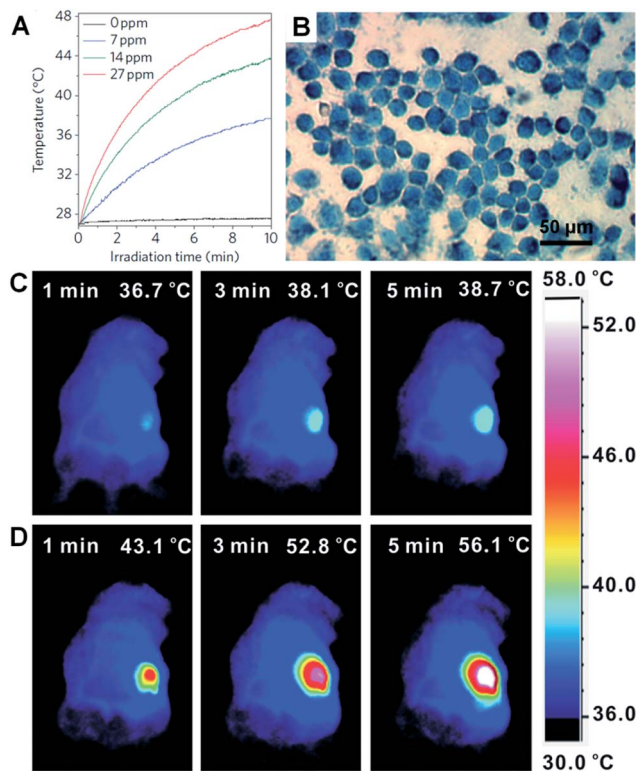 A
48
44
40
36
32
28
Temperature (°C)
0 ppm
7 ppm
14 ppm
27 ppm
0 2 4 6 8 10
Irradiation time (min)
B
50 µm
C
1 min 36.7 °C
3 min 38.1 °C
5 min 38.7 °C
D
1 min 43.1 °C
3 min 52.8 °C
5 min 56.1 °C
58.0 °C
52.0
46.0
40.0
36.0
30.0 °C